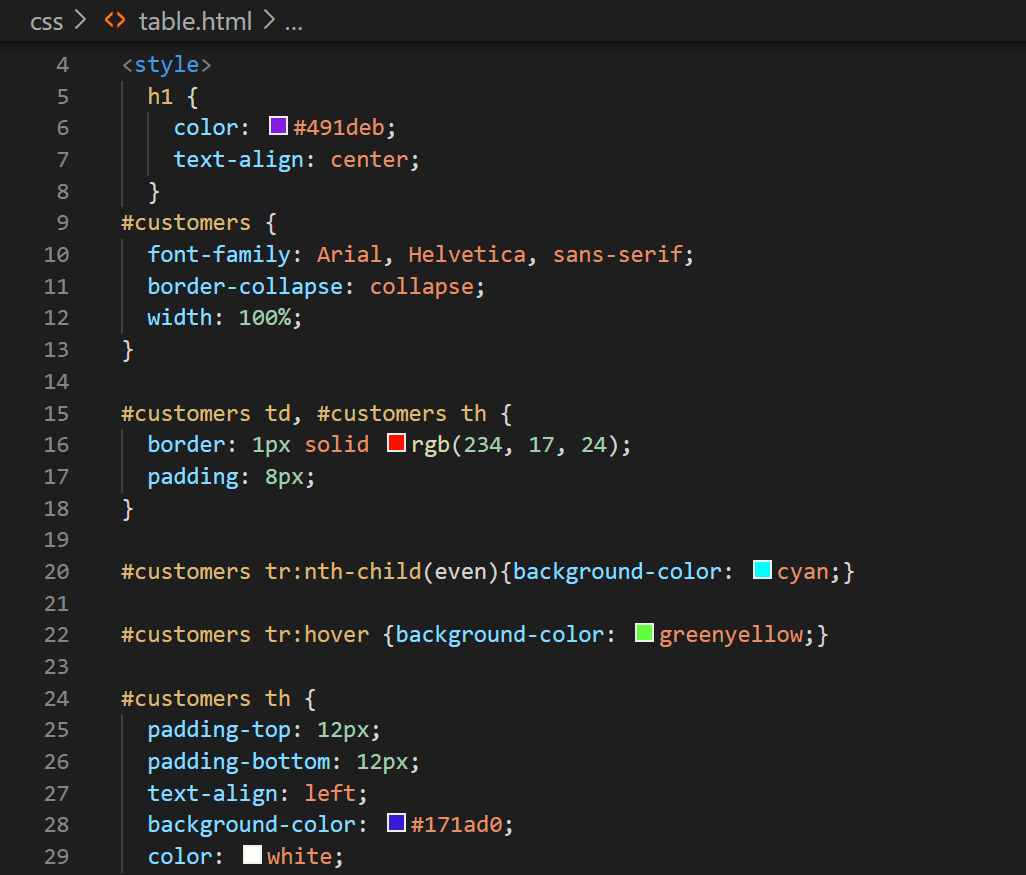 css > <> table.html > ...
4 <style>
5 h1 {
6 color: #491deb;
7 text-align: center;
8 }
9 #customers {
10 font-family: Arial, Helvetica, sans-serif;
11 border-collapse: collapse;
12 width: 100%;
13 }
14
15 #customers td, #customers th {
16 border: 1px solid rgb(234, 17, 24);
17 padding: 8px;
18 }
19
20 #customers tr:nth-child(even){background-color: cyan;}
21
22 #customers tr:hover {background-color: greenyellow;}
23
24 #customers th {
25 padding-top: 12px;
26 padding-bottom: 12px;
27 text-align: left;
28 background-color: #171ad0;
29 color: white;